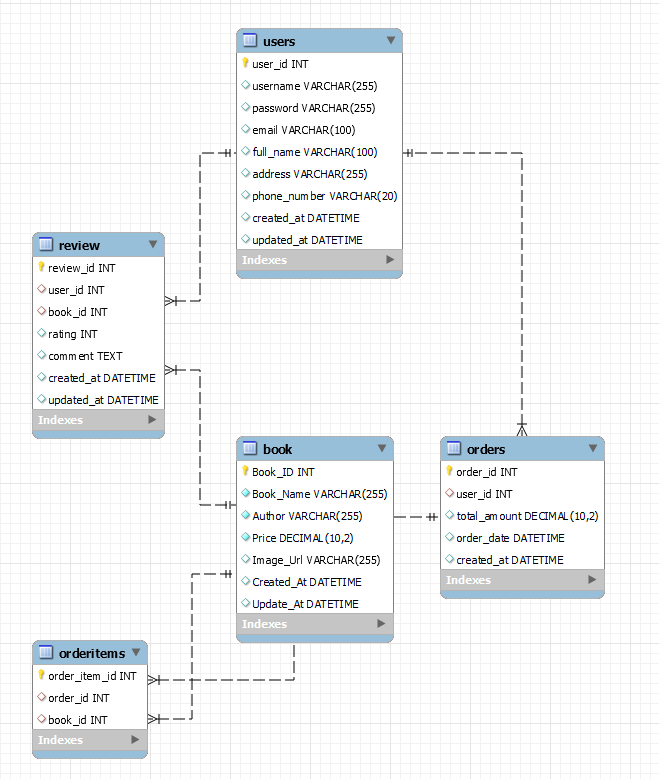 users
user_id INT
username VARCHAR(255)
password VARCHAR(255)
email VARCHAR(100)
full_name VARCHAR(100)
address VARCHAR(255)
phone_number VARCHAR(20)
created_at DATETIME
updated_at DATETIME
Indexes
review
review_id INT
user_id INT
book_id INT
rating INT
comment TEXT
created_at DATETIME
updated_at DATETIME
Indexes
book
Book_ID INT
Book_Name VARCHAR(255)
Author VARCHAR(255)
Price DECIMAL(10,2)
Image_Url VARCHAR(255)
Created_At DATETIME
Update_At DATETIME
Indexes
orders
order_id INT
user_id INT
total_amount DECIMAL(10,2)
order_date DATETIME
created_at DATETIME
Indexes
orderitems
order_item_id INT
order_id INT
book_id INT
Indexes